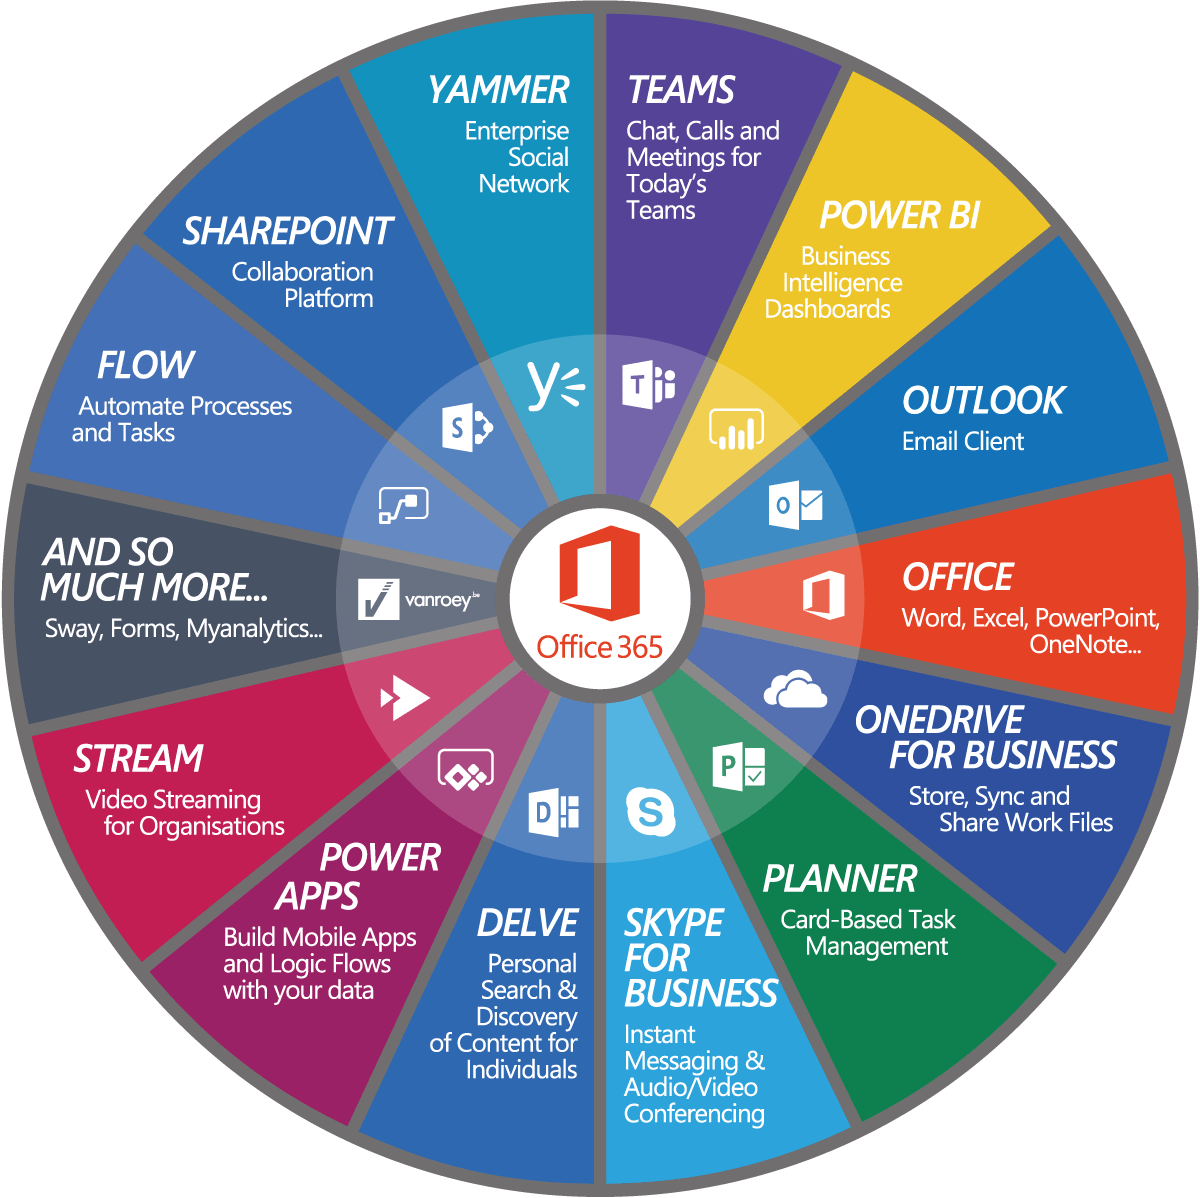 YAMMER
Enterprise
Social
Network
TEAMS
Chat, Calls and
Meetings for
Today's
Teams
POWER BI
Business
Intelligence
Dashboards
OUTLOOK
Email Client
OFFICE
Word, Excel, PowerPoint,
OneNote...
ONEDRIVE
FOR BUSINESS
Store, Sync and
Share Work Files
PLANNER
Card-Based Task
Management
SKYPE
FOR
BUSINESS
Instant
Messaging &
Audio/Video
Conferencing
DELVE
Personal
Search &
Discovery
of Content for
Individuals
POWER
APPS
Build Mobile Apps
and Logic Flows
with your data
STREAM
Video Streaming
for Organisations
AND SO
MUCH MORE...
Sway, Forms, Myanalytics...
FLOW
Automate Processes
and Tasks
SHAREPOINT
Collaboration
Platform
y
T
O
P
S
D
vanroey.be
S
Office 365